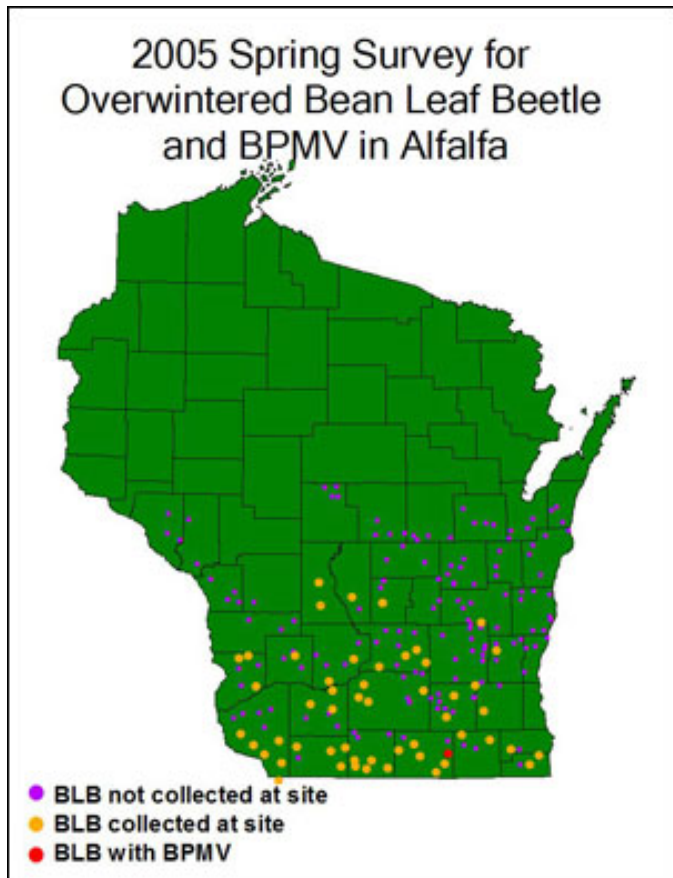 2005 Spring Survey for
Overwintered Bean Leaf Beetle
and BPMV in Alfalfa
BLB not collected at site
BLB collected at site
BLB with BPMV